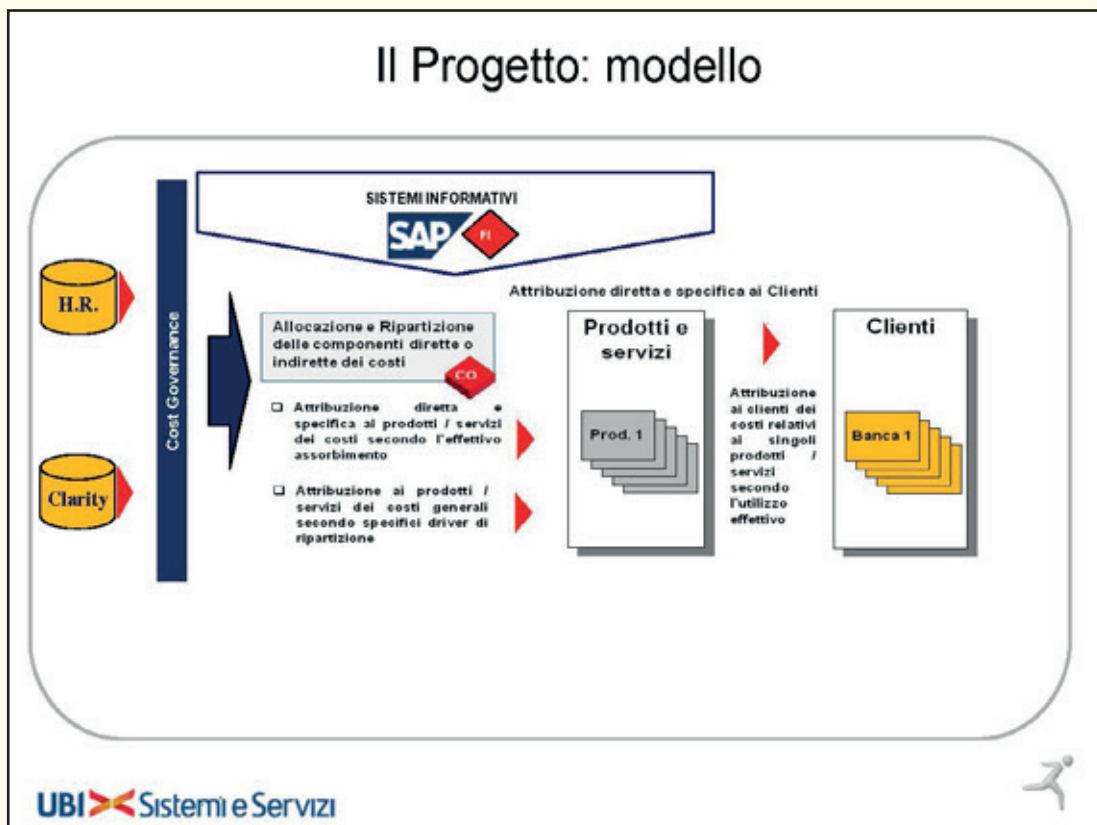 Il Progetto: modello
SISTEMI INFORMATIVI
SAP
FI
H.R.
Clarity
Cost Governance
Allocazione e Ripartizione
delle componenti dirette o
indirette dei costi
CO
Attribuzione diretta e
specifica ai prodotti / servizi
dei costi secondo l'effettivo
assorbimento
Attribuzione ai prodotti /
servizi dei costi generali
secondo specifici driver di
ripartizione
Attribuzione diretta e specifica ai Clienti
Prodotti e
servizi
Prod. 1
Attribuzione
ai clienti dei
costi relativi
ai singoli
prodotti /
servizi
secondo
l'utilizzo
effettivo
Clienti
Banca 1
UBI Sistemi e Servizi